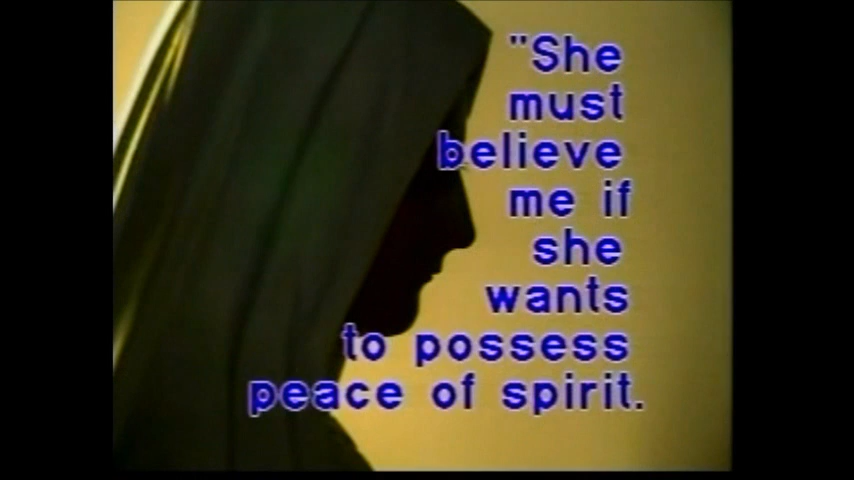 "She
must
believe
me if
she
wants
to possess
peace of spirit.